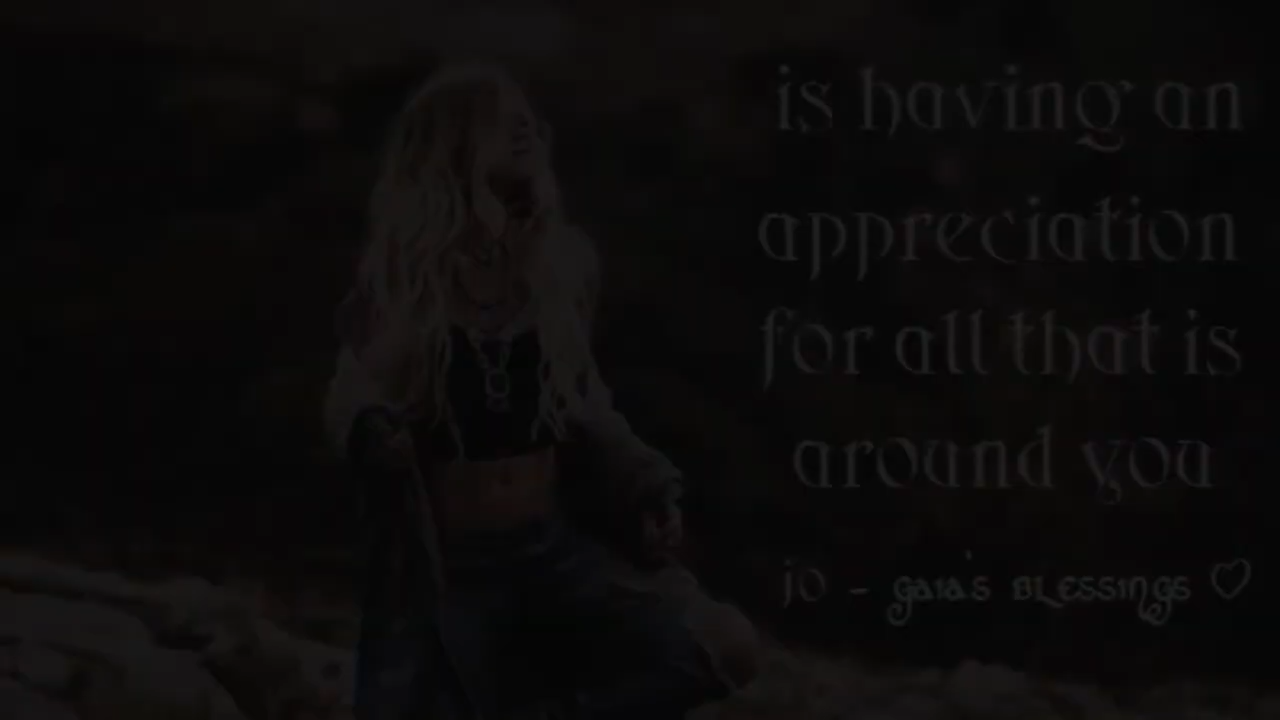 is having an
appreciation
for all that is
around you
jo - gaia's Blessings ♡